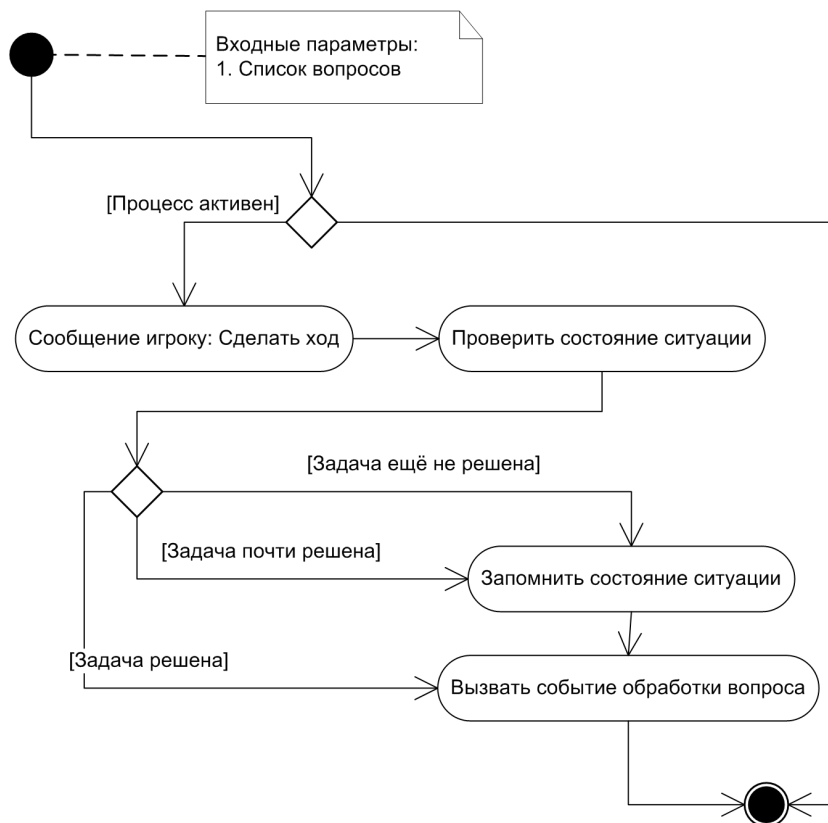 Входные параметры:
1. Список вопросов
[Процесс активен]
Сообщение игроку: Сделать ход
Проверить состояние ситуации
[Задача ещё не решена]
[Задача почти решена]
Запомнить состояние ситуации
[Задача решена]
Вызвать событие обработки вопроса